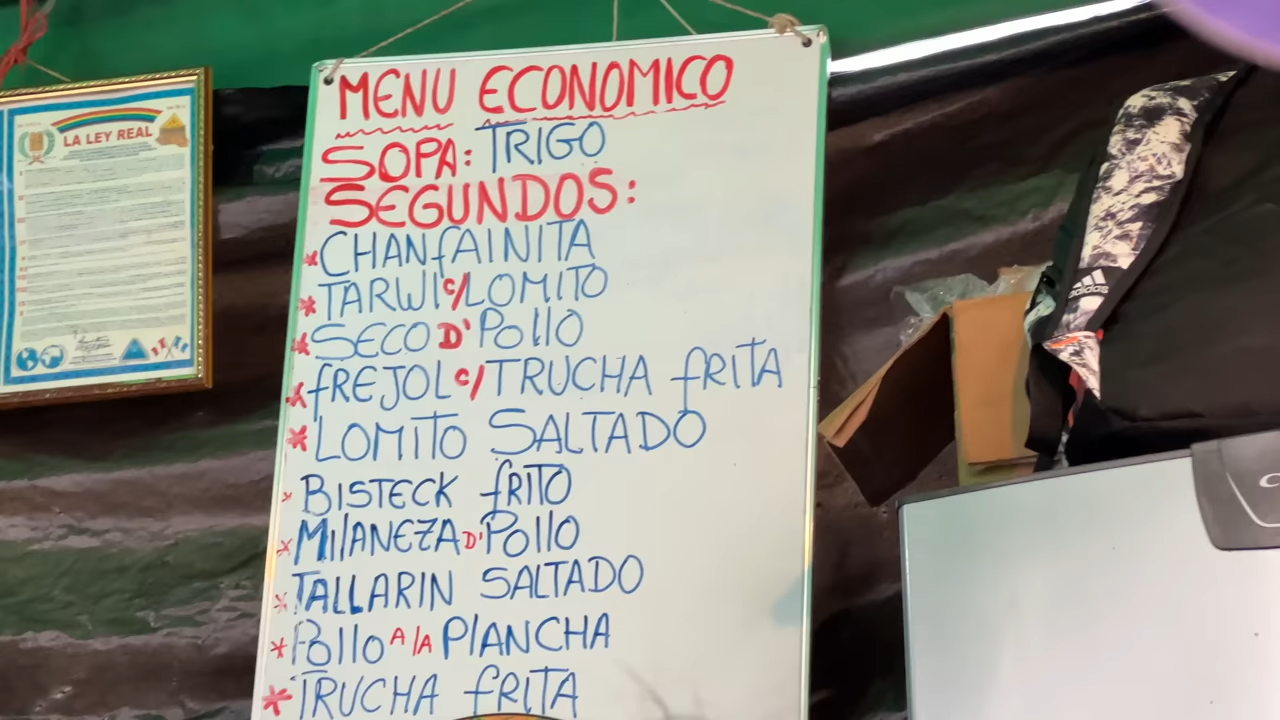 LA LEY REAL
MENU ECONOMICO
SOPA: TRIGO
SEGUNDOS:
* CHANfAINITA
* TARWI c/ LOMITO
* SECO D' Pollo
* fREJOL c/ TRUCHA fRITA
* LOMITO SALTADO
* BISTECK fRITO
* MIlANEZA D' Pollo
* TALLARIN SALTADO
* Pollo A lA PlANCHA
* TRUCHA fRITA
adidas